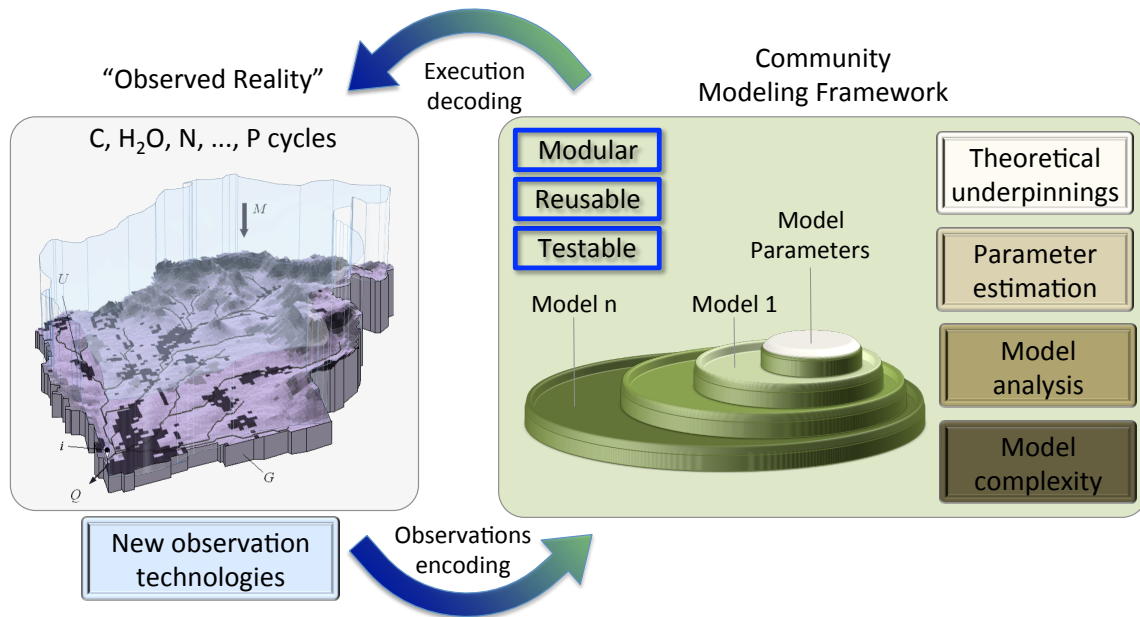 Execution
decoding
"Observed Reality"
Community
Modeling Framework
C, H₂O, N, ..., P cycles
M
U
i
Q
G
Modular
Reusable
Testable
Model
Parameters
Model n
Model 1
Theoretical
underpinnings
Parameter
estimation
Model
analysis
Model
complexity
New observation
technologies
Observations
encoding